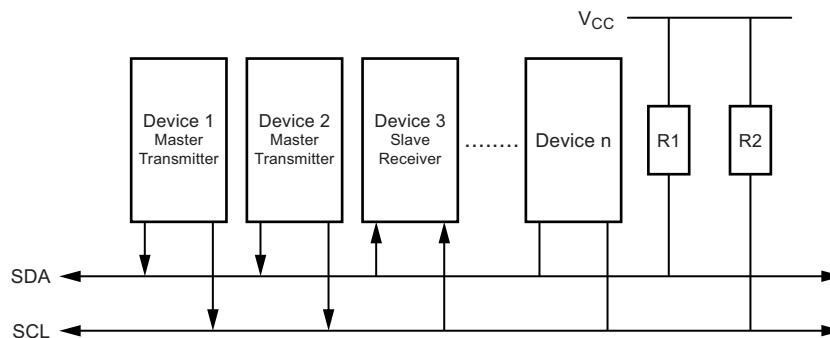 VCC
Device 1
Master
Transmitter
Device 2
Master
Transmitter
Device 3
Slave
Receiver
........
Device n
R1
R2
SDA
SCL